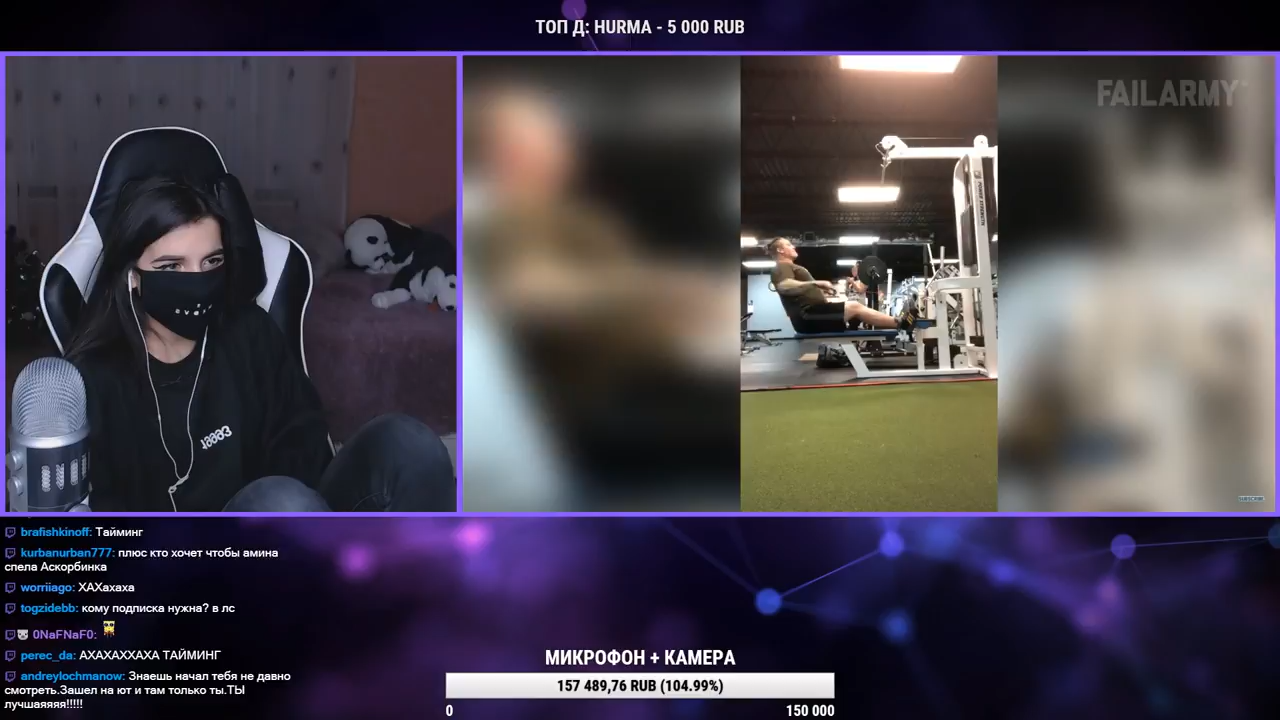 ТОП Д: HURMA - 5 000 RUB
FAILARMY
SUBSCRIBE
brafishkinoff: Тайминг
kurbanurban777: плюс кто хочет чтобы амина
спела Аскорбинка
worriiago: ХАХахаха
togzidebb: кому подписка нужна? в лс
0NaFNaF0:
perec_da: АХАХАХХАХА ТАЙМИНГ
andreylochmanow: Знаешь начал тебя не давно
смотреть.Зашел на ют и там только ты.ТЫ
лучшаяяяя!!!!!
МИКРОФОН + КАМЕРА
157 489,76 RUB (104.99%)
0
150 000